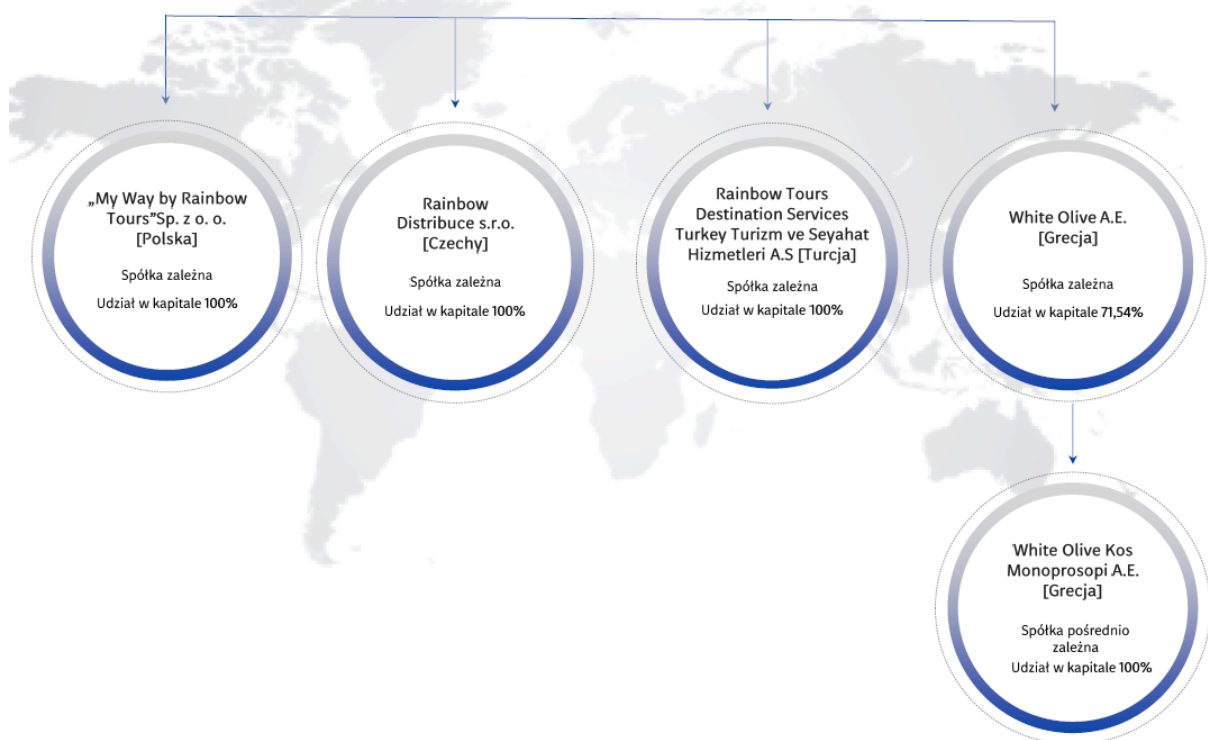 „My Way by Rainbow
Tours”Sp. z o. o.
[Polska]
Spółka zależna
Udział w kapitale 100%
Rainbow
Distribuce s.r.o.
[Czechy]
Spółka zależna
Udział w kapitale 100%
Rainbow Tours
Destination Services
Turkey Turizm ve Seyahat
Hizmetleri A.S [Turcja]
Spółka zależna
Udział w kapitale 100%
White Olive A.E.
[Grecja]
Spółka zależna
Udział w kapitale 71,54%
White Olive Kos
Monoprosopi A.E.
[Grecja]
Spółka pośrednio
zależna
Udział w kapitale 100%